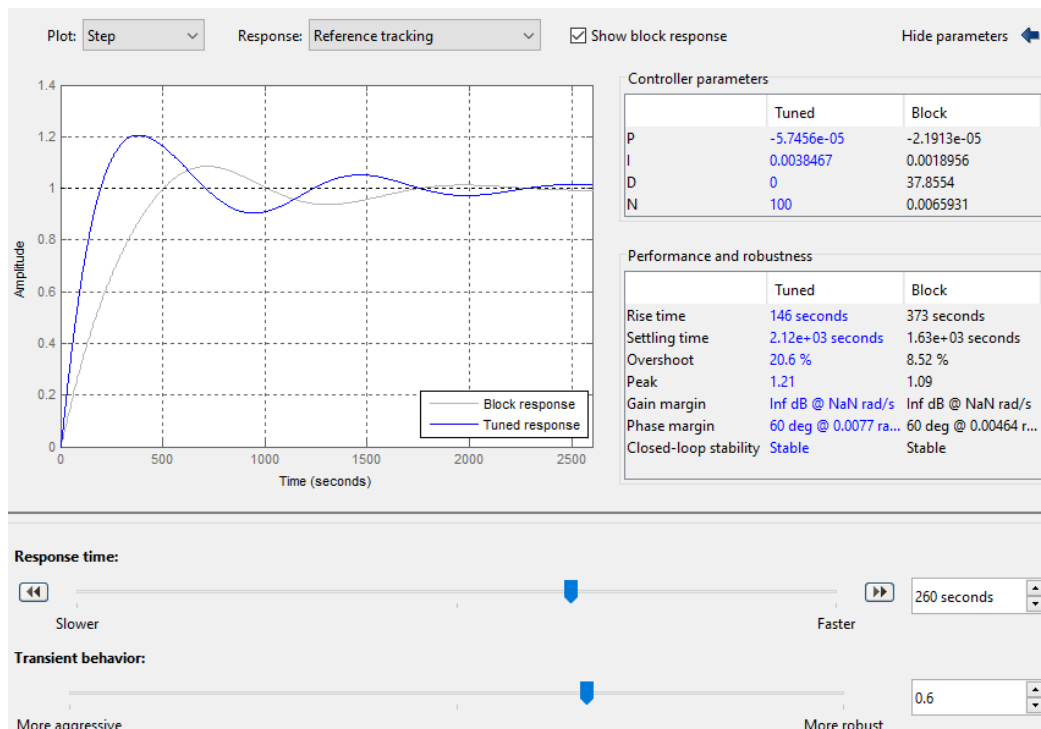 Plot: Step Response: Reference tracking Show block response Hide parameters
Controller parameters
Tuned Block
P -5.7456e-05 -2.1913e-05
I 0.0038467 0.0018956
D 0 37.8554
N 100 0.0065931
Performance and robustness
Tuned Block
Rise time 146 seconds 373 seconds
Settling time 2.12e+03 seconds 1.63e+03 seconds
Overshoot 20.6 % 8.52 %
Peak 1.21 1.09
Gain margin Inf dB @ NaN rad/s Inf dB @ NaN rad/s
Phase margin 60 deg @ 0.0077 ra... 60 deg @ 0.00464 r...
Closed-loop stability Stable Stable
Amplitude
1.4
1.2
1
0.8
0.6
0.4
0.2
0
0 500 1000 1500 2000 2500
Time (seconds)
Block response
Tuned response
Response time:
260 seconds
Slower Faster
Transient behavior:
0.6
More aggressive More robust